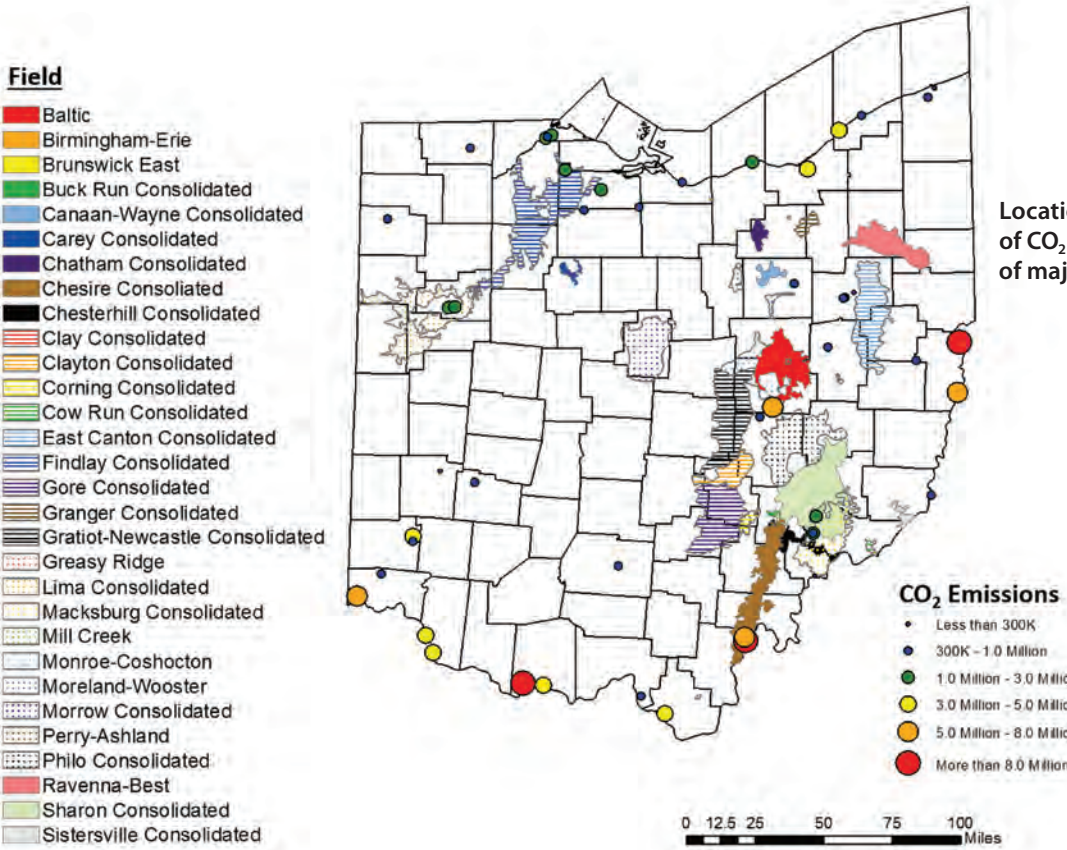 Field
Baltic
Birmingham-Erie
Brunswick East
Buck Run Consolidated
Canaan-Wayne Consolidated
Carey Consolidated
Chatham Consolidated
Chesire Consoliated
Chesterhill Consolidated
Clay Consolidated
Clayton Consolidated
Corning Consolidated
Cow Run Consolidated
East Canton Consolidated
Findlay Consolidated
Gore Consolidated
Granger Consolidated
Gratiot-Newcastle Consolidated
Greasy Ridge
Lima Consolidated
Macksburg Consolidated
Mill Creek
Monroe-Coshocton
Moreland-Wooster
Morrow Consolidated
Perry-Ashland
Philo Consolidated
Ravenna-Best
Sharon Consolidated
Sistersville Consolidated
Locatio
of CO2
of maj
CO2 Emissions
Less than 300K
300K - 1.0 Million
1.0 Million - 3.0 Millio
3.0 Million - 5.0 Millio
5.0 Million - 8.0 Millio
More than 8.0 Million
0 12.5 25 50 75 100
Miles